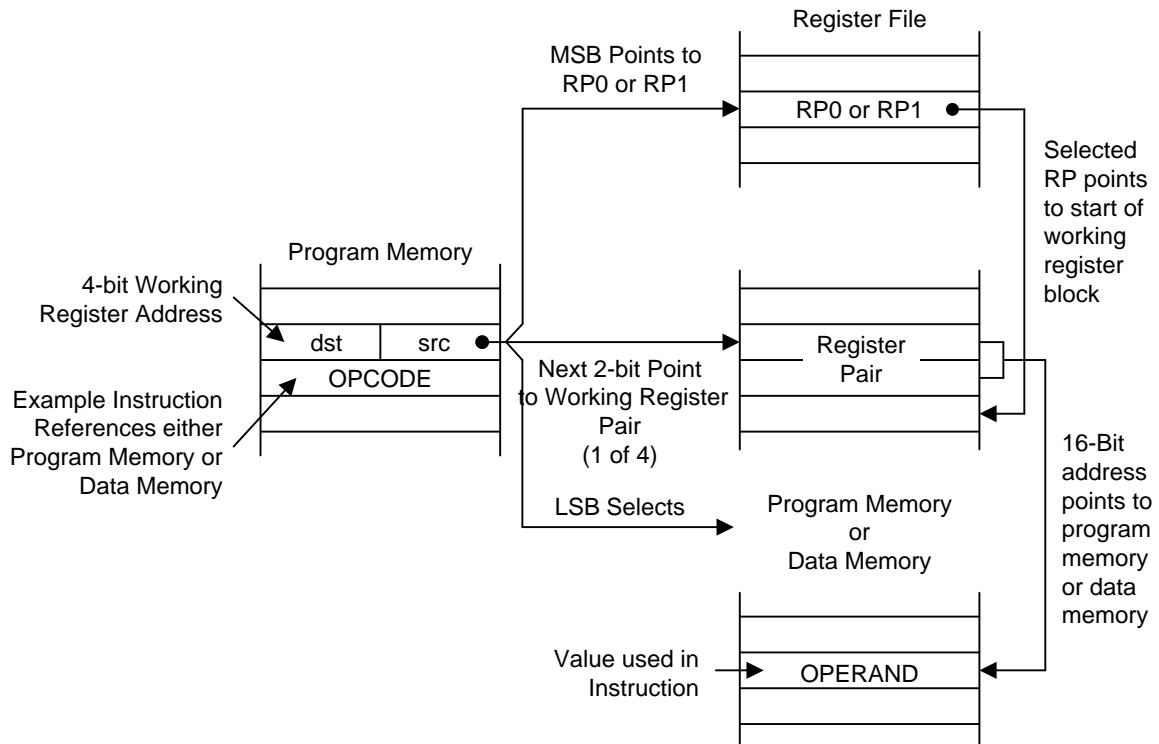 Register File
MSB Points to
RP0 or RP1
RP0 or RP1
Selected
RP points
to start of
working
register
block
Program Memory
4-bit Working
Register Address
dst
src
OPCODE
Register
Pair
Next 2-bit Point
to Working Register
Pair
(1 of 4)
Example Instruction
References either
Program Memory or
Data Memory
LSB Selects
Program Memory
or
Data Memory
16-Bit
address
points to
program
memory
or data
memory
Value used in
Instruction
OPERAND